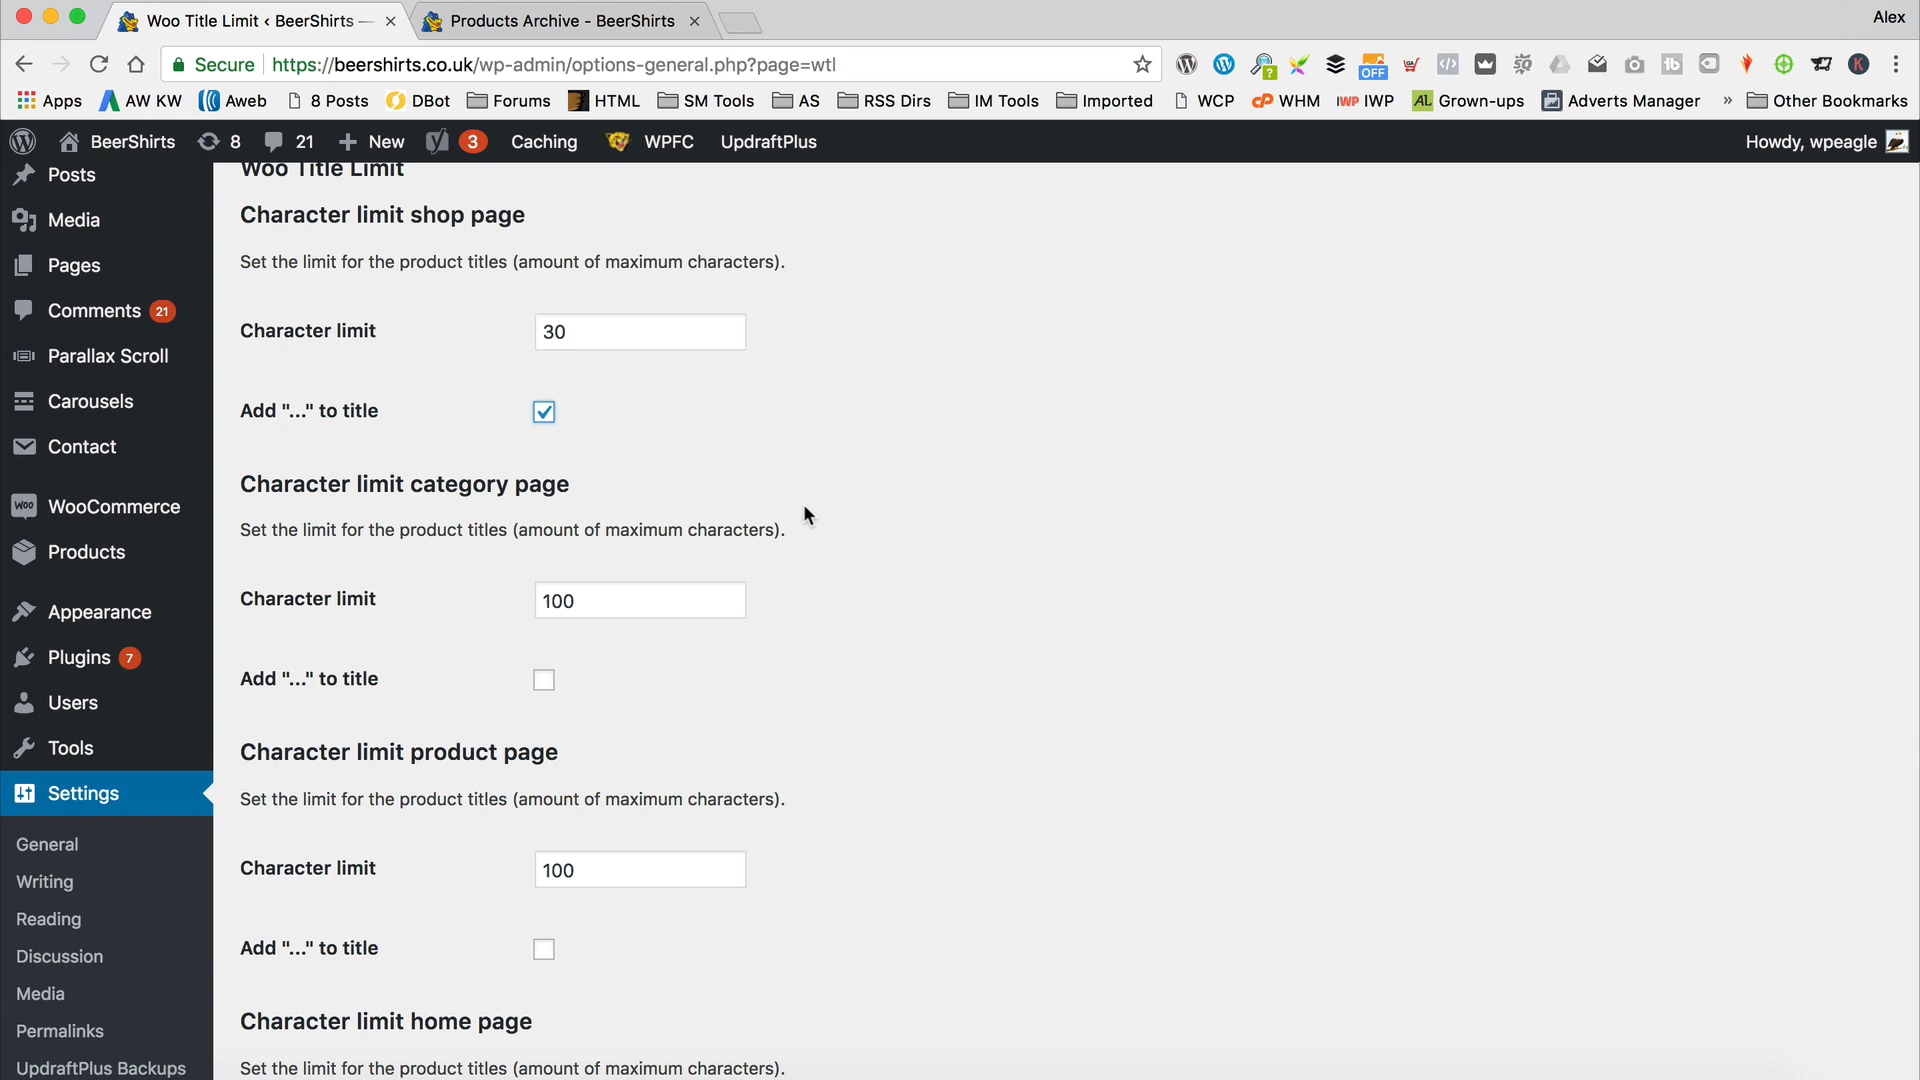 Woo Title Limit ‹ BeerShirts —
Products Archive - BeerShirts
Alex
Secure
https://beershirts.co.uk/wp-admin/options-general.php?page=wtl
OFF
Apps
AW KW
Aweb
8 Posts
DBot
Forums
HTML
SM Tools
AS
RSS Dirs
IM Tools
Imported
WCP
cP WHM
IWP IWP
AL Grown-ups
Adverts Manager
»
Other Bookmarks
BeerShirts
8
21
New
3
Caching
WPFC
UpdraftPlus
Howdy, wpeagle
Posts
Media
Pages
Comments 21
Parallax Scroll
Carousels
Contact
WooCommerce
Products
Appearance
Plugins 7
Users
Tools
Settings
General
Writing
Reading
Discussion
Media
Permalinks
UpdraftPlus Backups
Woo Title Limit
Character limit shop page
Set the limit for the product titles (amount of maximum characters).
Character limit 30
Add "..." to title
Character limit category page
Set the limit for the product titles (amount of maximum characters).
Character limit 100
Add "..." to title
Character limit product page
Set the limit for the product titles (amount of maximum characters).
Character limit 100
Add "..." to title
Character limit home page
Set the limit for the product titles (amount of maximum characters).